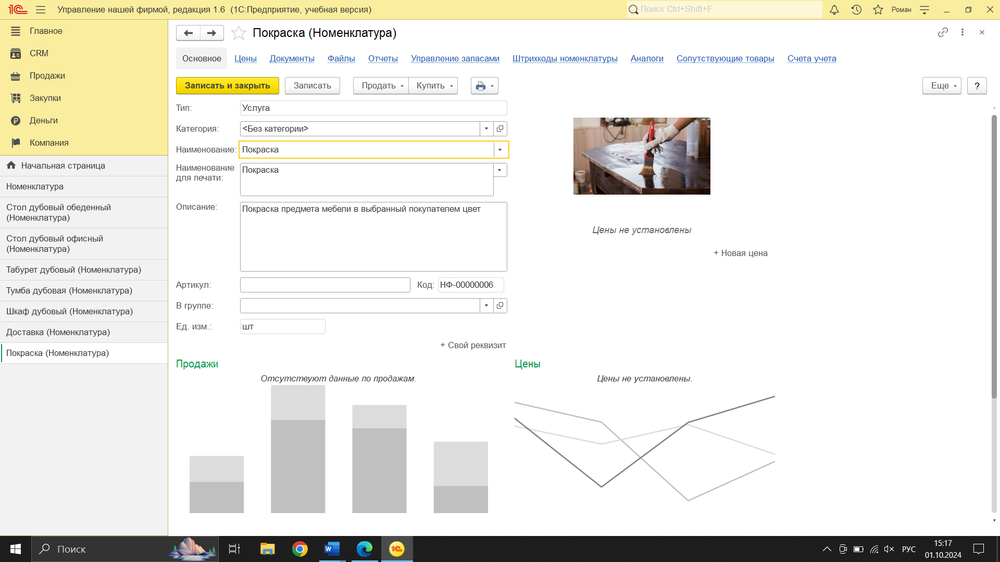 1С Управление нашей фирмой, редакция 1.6 (1С:Предприятие, учебная версия)
Поиск Ctrl+Shift+F
Роман
Главное
CRM
Продажи
Закупки
Деньги
Компания
Начальная страница
Номенклатура
Стол дубовый обеденный
(Номенклатура)
Стол дубовый офисный
(Номенклатура)
Табурет дубовый (Номенклатура)
Тумба дубовая (Номенклатура)
Шкаф дубовый (Номенклатура)
Доставка (Номенклатура)
Покраска (Номенклатура)
Покраска (Номенклатура)
Основное Цены Документы Файлы Отчеты Управление запасами Штрихкоды номенклатуры Аналоги Сопутствующие товары Счета учета
Записать и закрыть Записать Продать Купить Еще ?
Тип: Услуга
Категория: <Без категории>
Наименование: Покраска
Наименование
для печати: Покраска
Описание: Покраска предмета мебели в выбранный покупателем цвет
Цены не установлены
+ Новая цена
Артикул: Код: НФ-00000006
В группе:
Ед. изм.: шт
+ Свой реквизит
Продажи
Отсутствуют данные по продажам.
Цены
Цены не установлены.
Поиск
РУС
15:17
01.10.2024